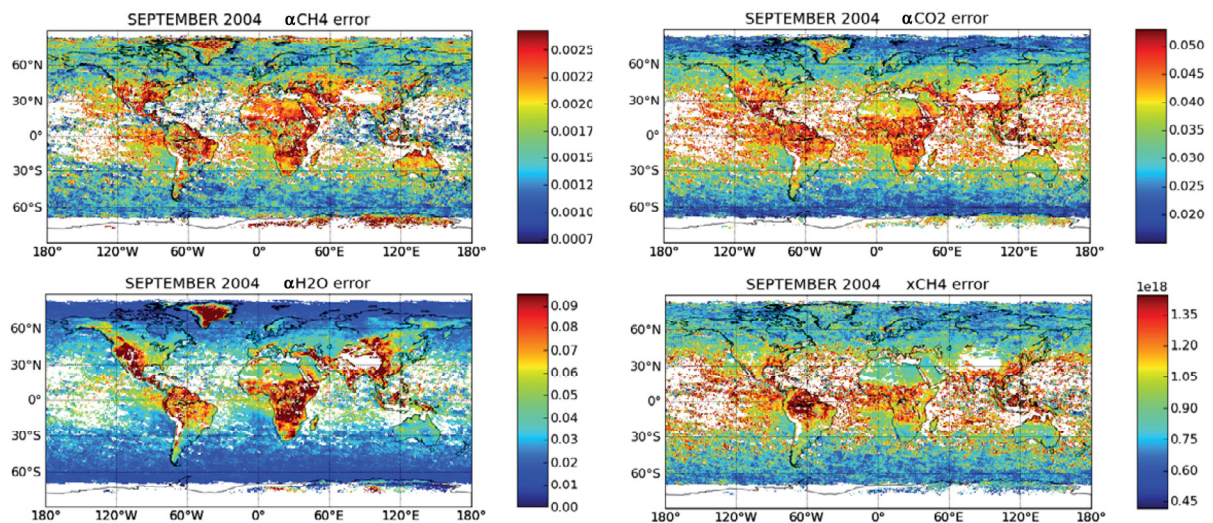 SEPTEMBER 2004 αCH4 error
60°N
30°N
0°
30°S
60°S
180° 120°W 60°W 0° 60°E 120°E 180°
0.0025
0.0022
0.0020
0.0017
0.0015
0.0012
0.0010
0.0007
SEPTEMBER 2004 αCO2 error
60°N
30°N
0°
30°S
60°S
180° 120°W 60°W 0° 60°E 120°E 180°
0.050
0.045
0.040
0.035
0.030
0.025
0.020
SEPTEMBER 2004 αH2O error
60°N
30°N
0°
30°S
60°S
180° 120°W 60°W 0° 60°E 120°E 180°
0.09
0.08
0.07
0.06
0.05
0.04
0.03
0.02
0.01
0.00
SEPTEMBER 2004 xCH4 error
60°N
30°N
0°
30°S
60°S
180° 120°W 60°W 0° 60°E 120°E 180°
1e18
1.35
1.20
1.05
0.90
0.75
0.60
0.45